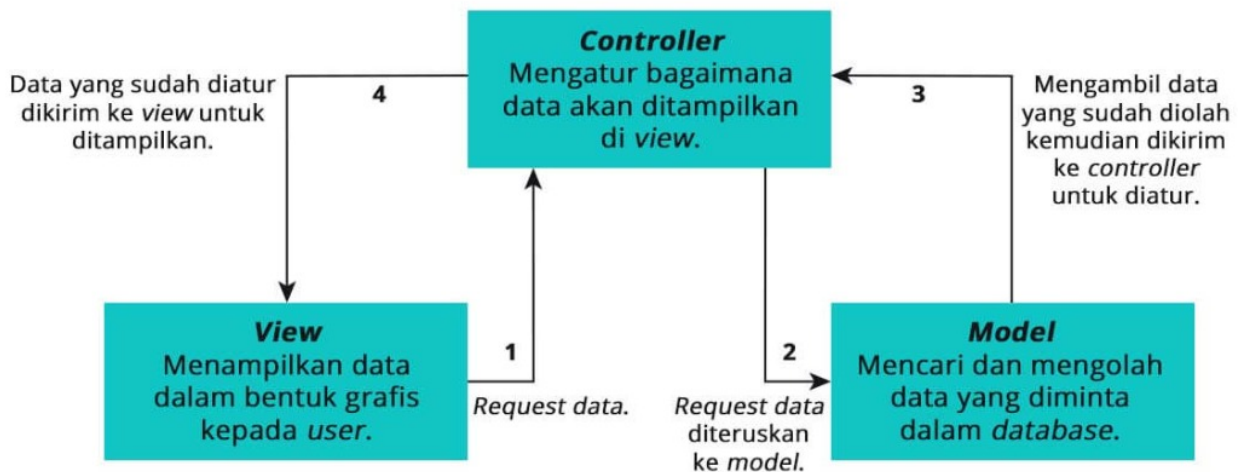 Controller
Mengatur bagaimana
data akan ditampilkan
di view.
Data yang sudah diatur
dikirim ke view untuk
ditampilkan.
4
3
Mengambil data
yang sudah diolah
kemudian dikirim
ke controller
untuk diatur.
View
Menampilkan data
dalam bentuk grafis
kepada user.
1
Request data.
2
Request data
diteruskan
ke model.
Model
Mencari dan mengolah
data yang diminta
dalam database.